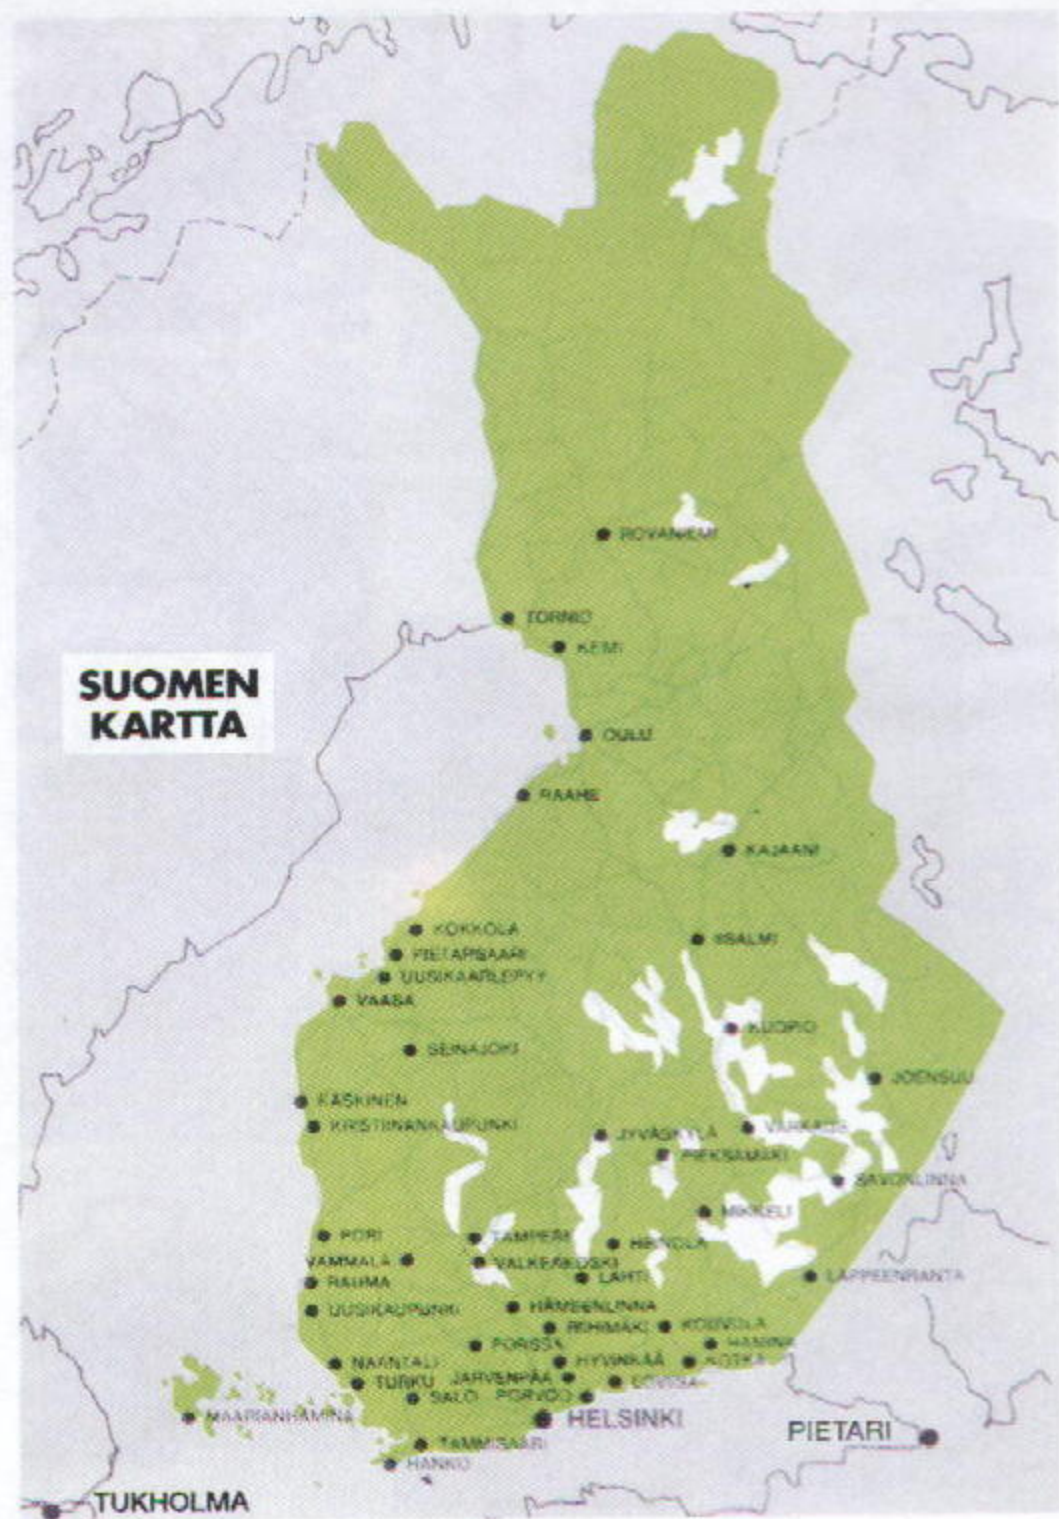 ROVANIEMI
TORNIO
KEMI
SUOMEN
KARTTA
OULU
RAAHE
KAJAANI
KOKKOLA
IISALMI
PIETARSAARI
UUSIKAARLEPYY
VAASA
KUOPIO
SEINÄJOKI
JOENSUU
KASKINEN
KRISTIINANKAUPUNKI
JYVÄSKYLÄ
VARKAUS
PIEKSÄMÄKI
SAVONLINNA
MIKKELI
PORI
TAMPERE
HEINOLA
VAMMALA
VALKEAKOSKI
LAHTI
LAPPEENRANTA
RAUMA
UUSIKAUPUNKI
HÄMEENLINNA
RIIHIMÄKI
KOUVOLA
FORSSA
HAMINA
NAANTALI
HYVINKÄÄ
KOTKA
TURKU
JÄRVENPÄÄ
LOVIISA
SALO
PORVOO
MAARIANHAMINA
HELSINKI
PIETARI
TAMMISAARI
HANKO
TUKHOLMA